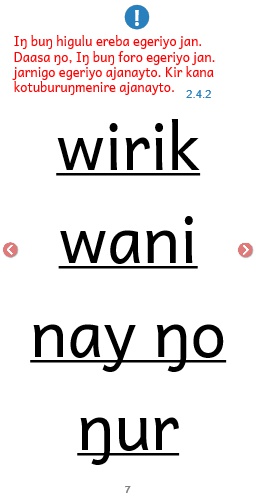 Iŋ buŋ higulu ereba egeriyo jan.
Daasa ŋo, Iŋ buŋ foro egeriyo jan.
jarnigo egeriyo ajanayto. Kir kana
kotuburuŋmenire ajanayto.
2.4.2
wirik
wani
nay ŋo
ŋur
7